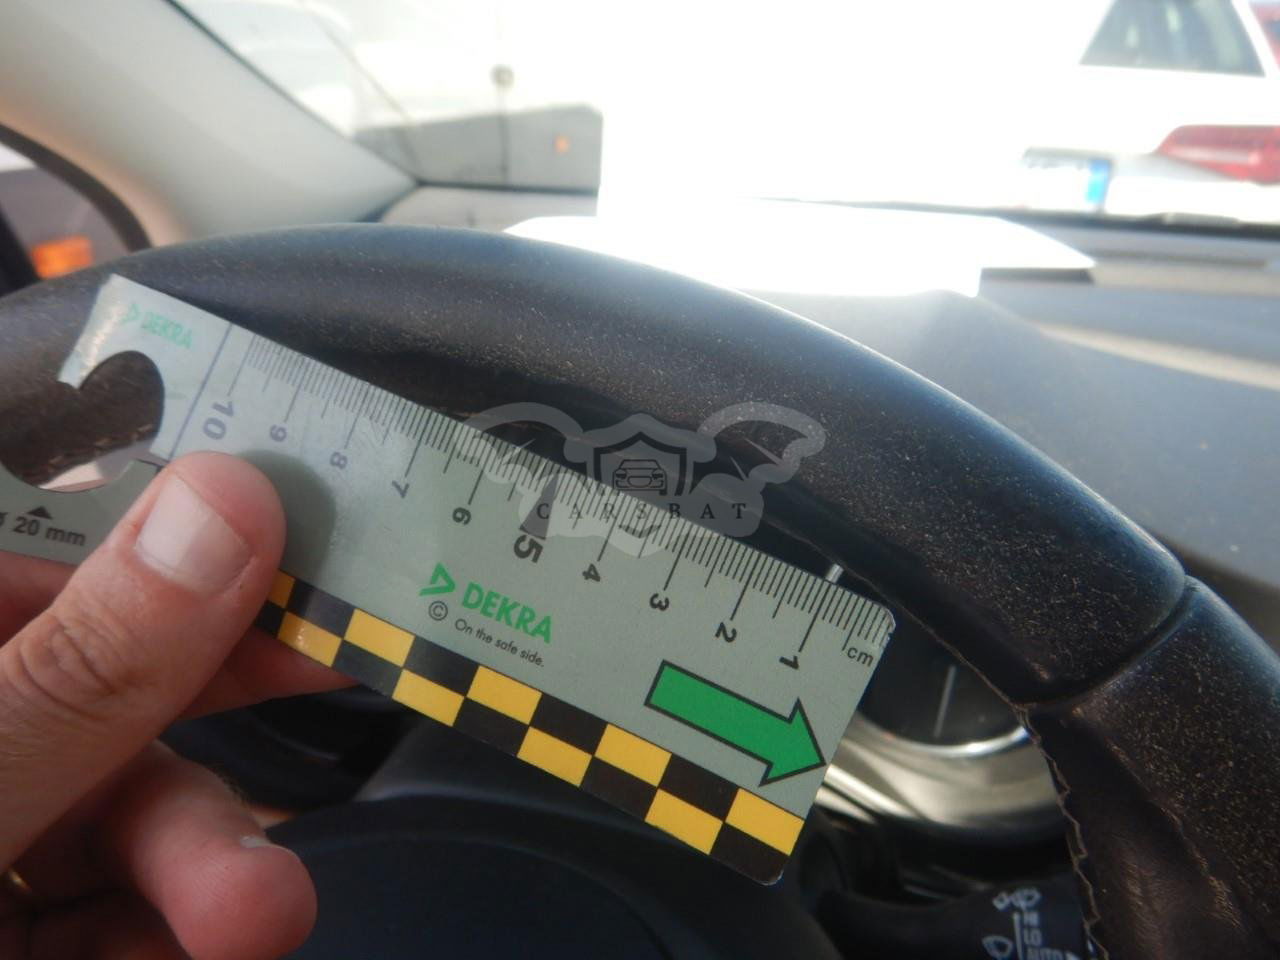 DEKRA
10 9 8 7 6 5 4 3 2 1 cm
20 mm
CARSBAT
DEKRA
© On the safe side.